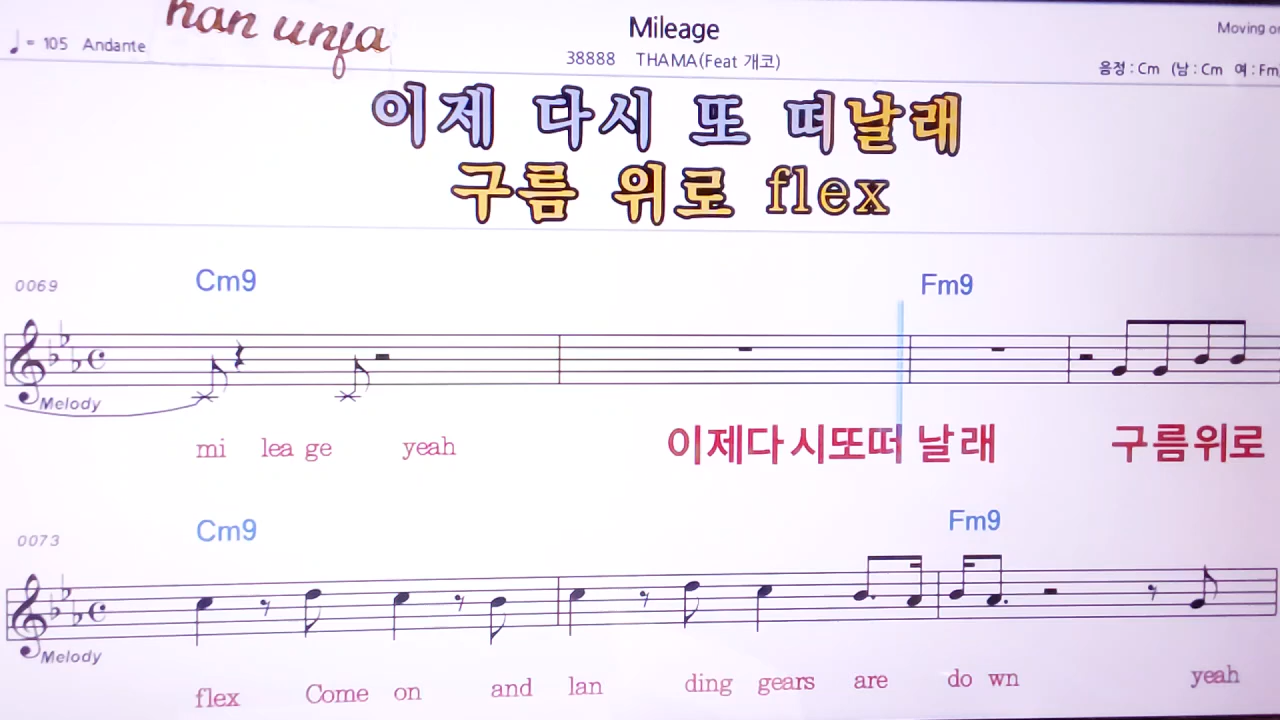 han unfa
♩= 105 Andante
Mileage
Moving on
38888 THAMA(Feat 개코)
음정 : Cm (남 : Cm 여 : Fm)
이제 다시 또 떠날래
구름 위로 flex
0069
Cm9 Fm9
Melody
mi lea ge yeah 이제다시또떠 날래 구름위로
0073
Cm9 Fm9
Melody
flex Come on and lan ding gears are do wn yeah